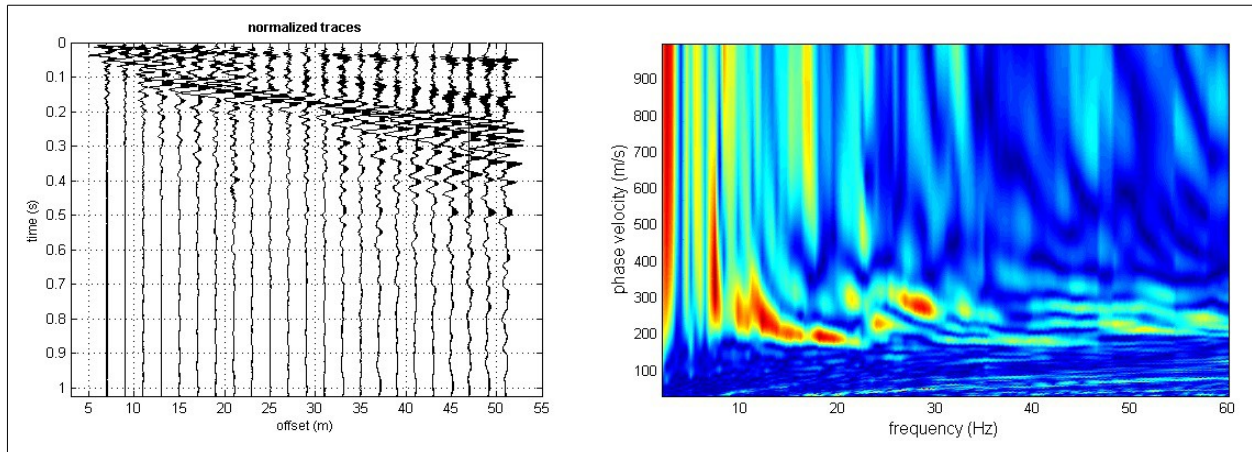 normalized traces
time (s)
0
0.1
0.2
0.3
0.4
0.5
0.6
0.7
0.8
0.9
1
5 10 15 20 25 30 35 40 45 50 55
offset (m)
phase velocity (m/s)
900
800
700
600
500
400
300
200
100
10 20 30 40 50 60
frequency (Hz)